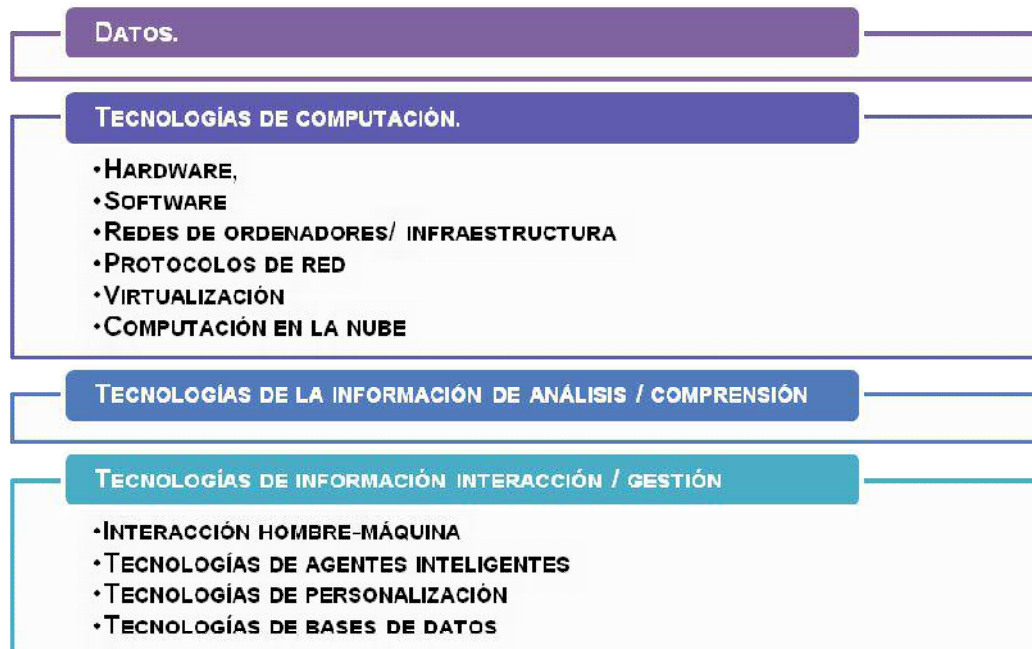 DATOS.
TECNOLOGÍAS DE COMPUTACIÓN.
•HARDWARE,
•SOFTWARE
•REDES DE ORDENADORES/ INFRAESTRUCTURA
•PROTOCOLOS DE RED
•VIRTUALIZACIÓN
•COMPUTACIÓN EN LA NUBE
TECNOLOGÍAS DE LA INFORMACIÓN DE ANÁLISIS / COMPRENSIÓN
TECNOLOGÍAS DE INFORMACIÓN INTERACCIÓN / GESTIÓN
•INTERACCIÓN HOMBRE-MÁQUINA
•TECNOLOGÍAS DE AGENTES INTELIGENTES
•TECNOLOGÍAS DE PERSONALIZACIÓN
•TECNOLOGÍAS DE BASES DE DATOS